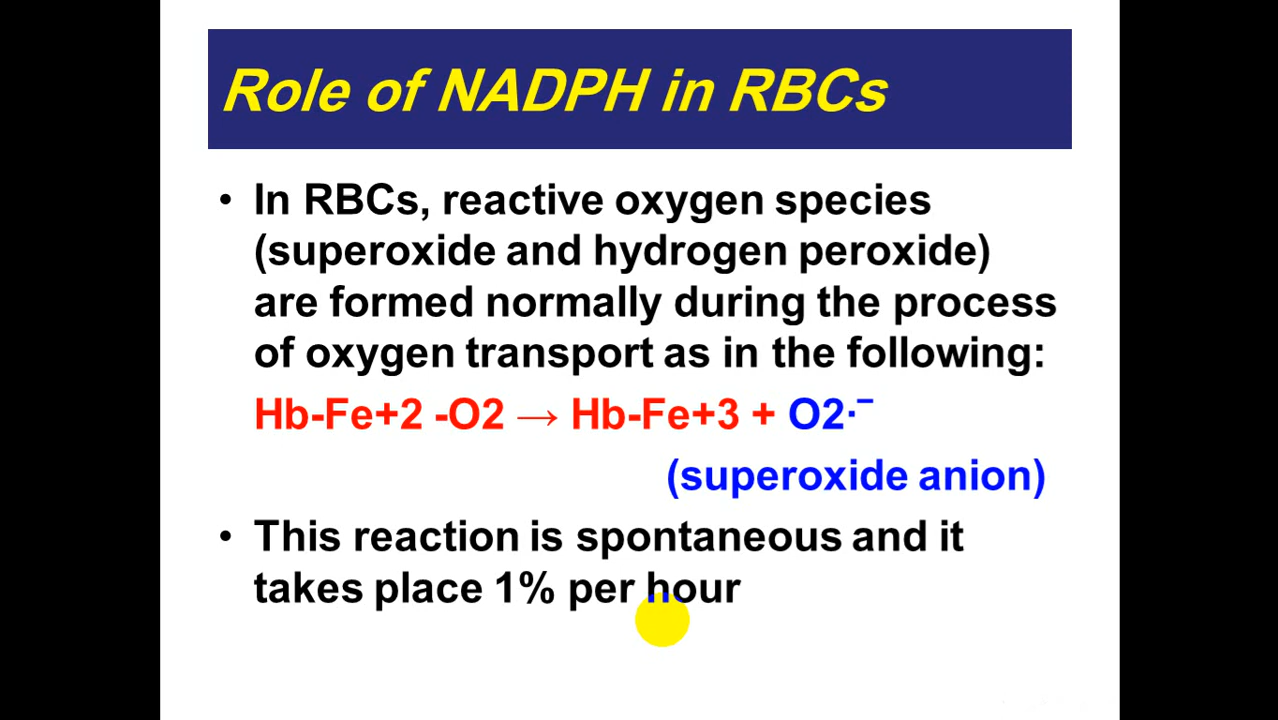 Role of NADPH in RBCs
• In RBCs, reactive oxygen species
(superoxide and hydrogen peroxide)
are formed normally during the process
of oxygen transport as in the following:
Hb-Fe+2 -O2 → Hb-Fe+3 + O2·⁻
(superoxide anion)
• This reaction is spontaneous and it
takes place 1% per hour